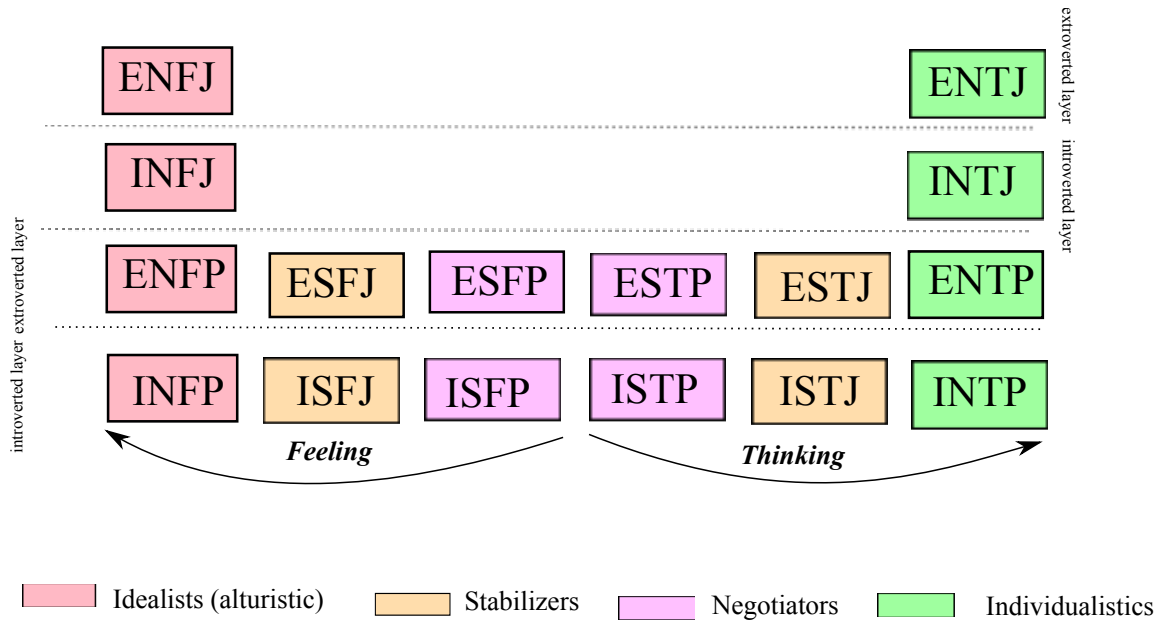 ENFJ
ENTJ
extroverted layer
INFJ
INTJ
introverted layer
extroverted layer
ENFP
ESFJ
ESFP
ESTP
ESTJ
ENTP
introverted layer
INFP
ISFJ
ISFP
ISTP
ISTJ
INTP
Feeling
Thinking
Idealists (alturistic)
Stabilizers
Negotiators
Individualistics